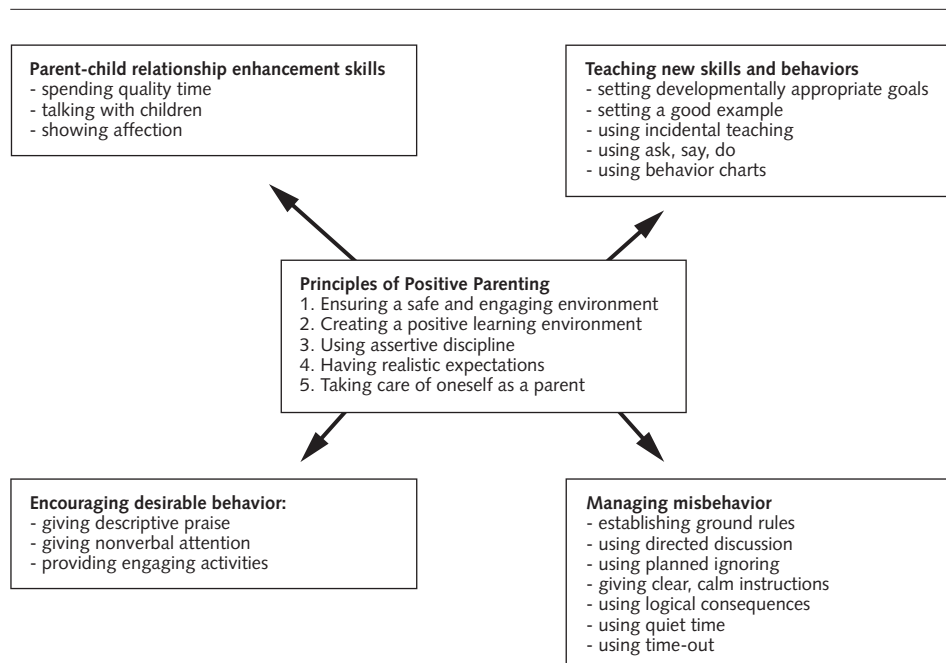 Parent-child relationship enhancement skills
- spending quality time
- talking with children
- showing affection
Teaching new skills and behaviors
- setting developmentally appropriate goals
- setting a good example
- using incidental teaching
- using ask, say, do
- using behavior charts
Principles of Positive Parenting
1. Ensuring a safe and engaging environment
2. Creating a positive learning environment
3. Using assertive discipline
4. Having realistic expectations
5. Taking care of oneself as a parent
Encouraging desirable behavior:
- giving descriptive praise
- giving nonverbal attention
- providing engaging activities
Managing misbehavior
- establishing ground rules
- using directed discussion
- using planned ignoring
- giving clear, calm instructions
- using logical consequences
- using quiet time
- using time-out